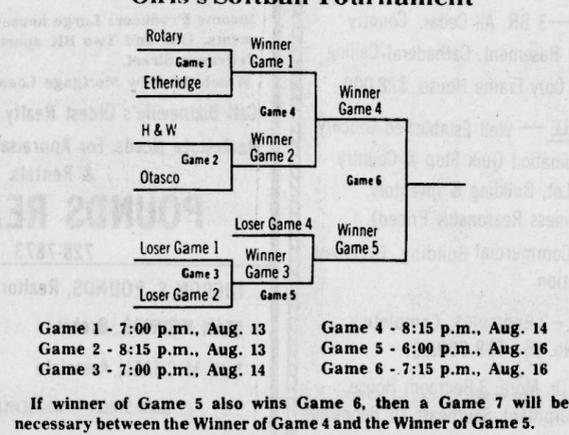 Girls's Softball Tournament
Rotary
Game 1
Etheridge
Winner
Game 1
Game 4
Winner
Game 4
H & W
Game 2
Otasco
Winner
Game 2
Game 6
Loser Game 4
Loser Game 1
Game 3
Loser Game 2
Winner
Game 3
Game 5
Winner
Game 5
Game 1 - 7:00 p.m., Aug. 13
Game 2 - 8:15 p.m., Aug. 13
Game 3 - 7:00 p.m., Aug. 14
Game 4 - 8:15 p.m., Aug. 14
Game 5 - 6:00 p.m., Aug. 16
Game 6 - 7:15 p.m., Aug. 16
If winner of Game 5 also wins Game 6, then a Game 7 will be
necessary between the Winner of Game 4 and the Winner of Game 5.